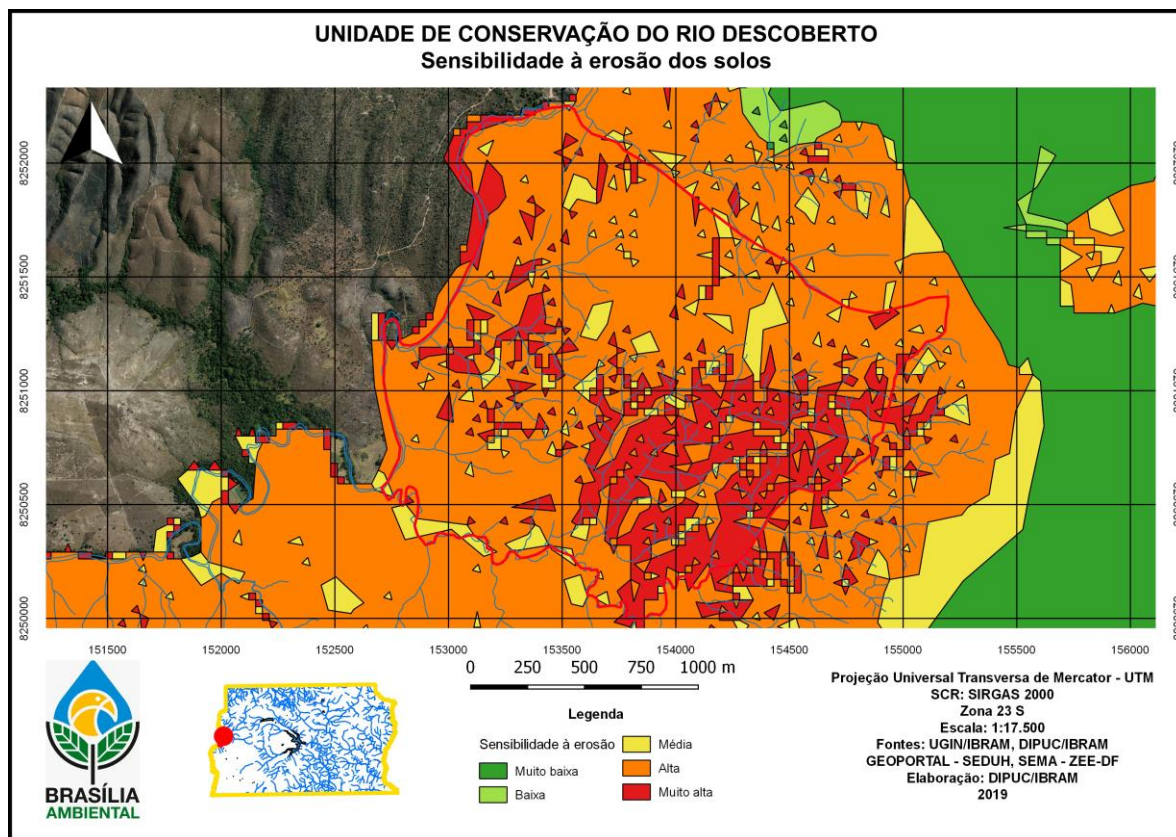 UNIDADE DE CONSERVAÇÃO DO RIO DESCOBERTO
Sensibilidade à erosão dos solos
8252000
8251500
8251000
8250500
8250000
151500 152000 152500 153000 153500 154000 154500 155000 155500 156000
0 250 500 750 1000 m
Legenda
Sensibilidade à erosão
Muito baixa
Baixa
Média
Alta
Muito alta
BRASÍLIA
AMBIENTAL
Projeção Universal Transversa de Mercator - UTM
SCR: SIRGAS 2000
Zona 23 S
Escala: 1:17.500
Fontes: UGIN/IBRAM, DIPUC/IBRAM
GEOPORTAL - SEDUH, SEMA - ZEE-DF
Elaboração: DIPUC/IBRAM
2019